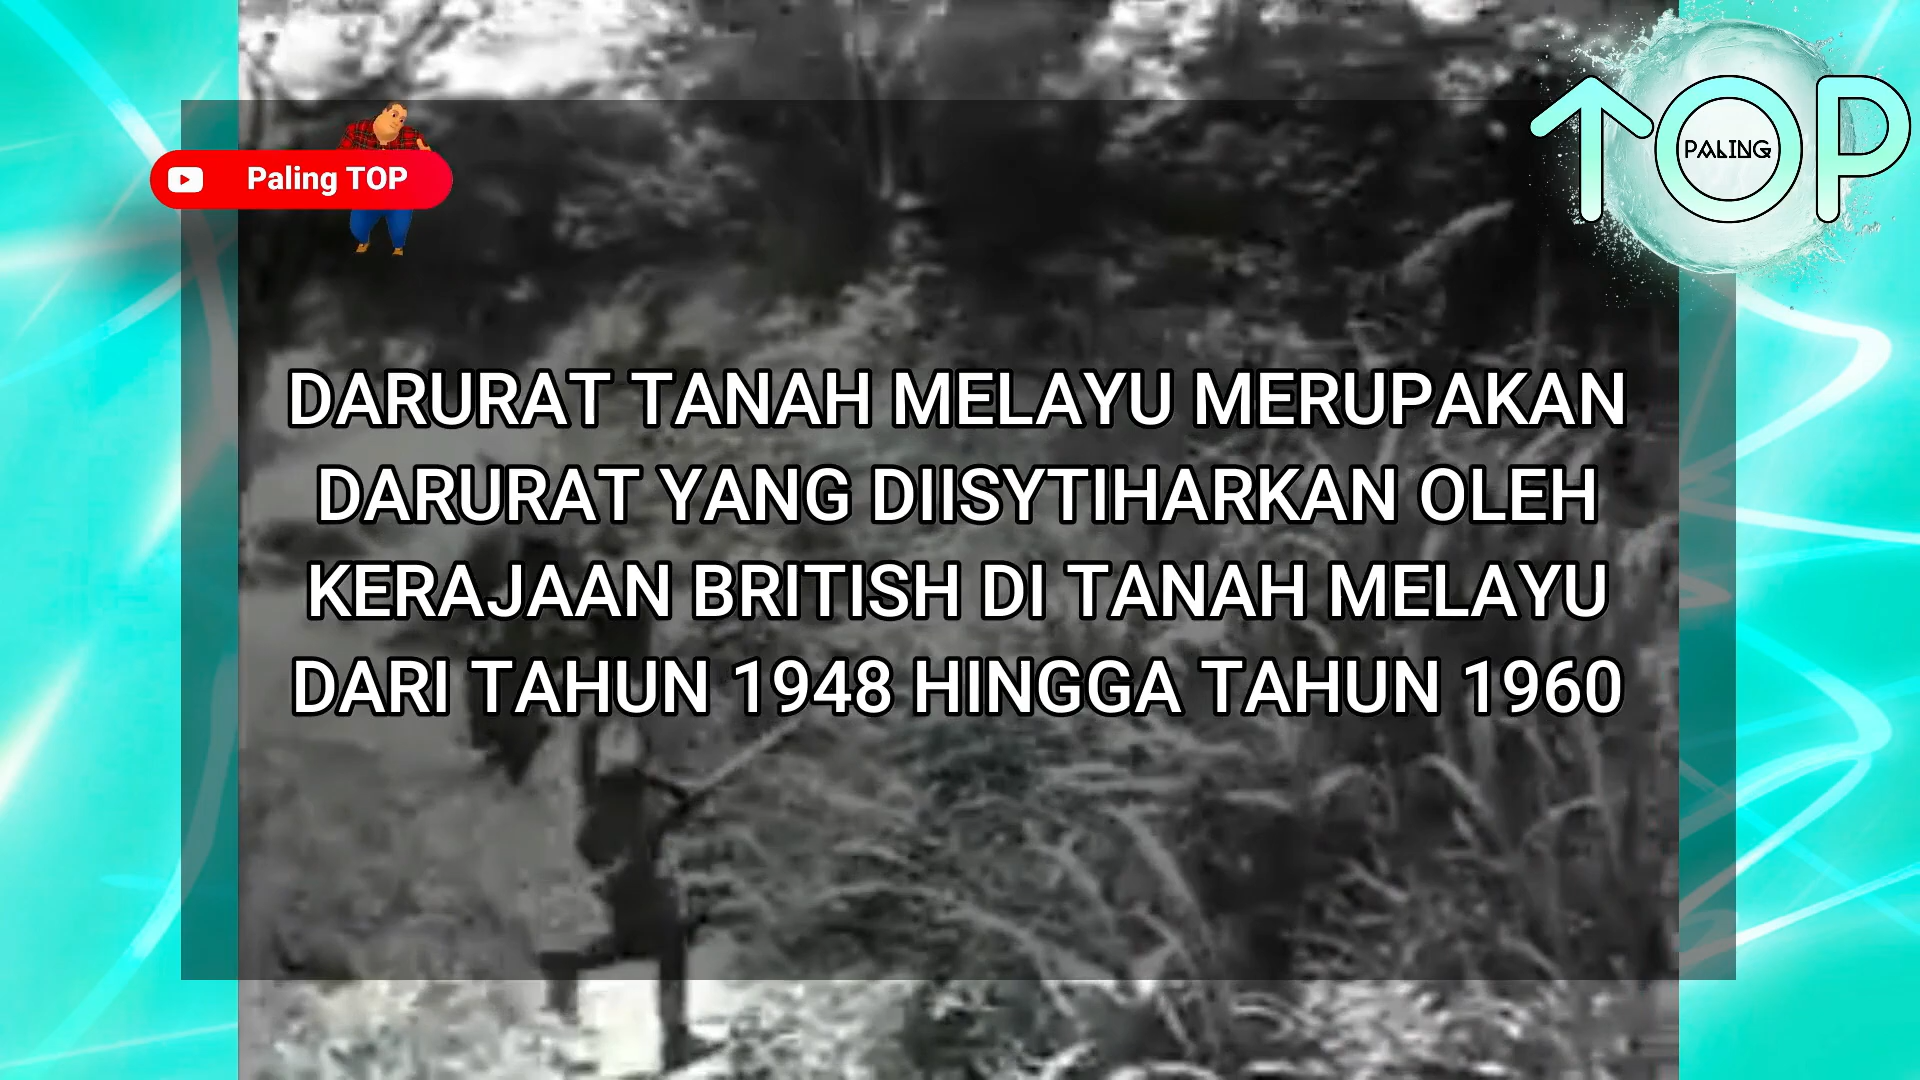 TOP
PALING
Paling TOP
DARURAT TANAH MELAYU MERUPAKAN
DARURAT YANG DIISYTIHARKAN OLEH
KERAJAAN BRITISH DI TANAH MELAYU
DARI TAHUN 1948 HINGGA TAHUN 1960